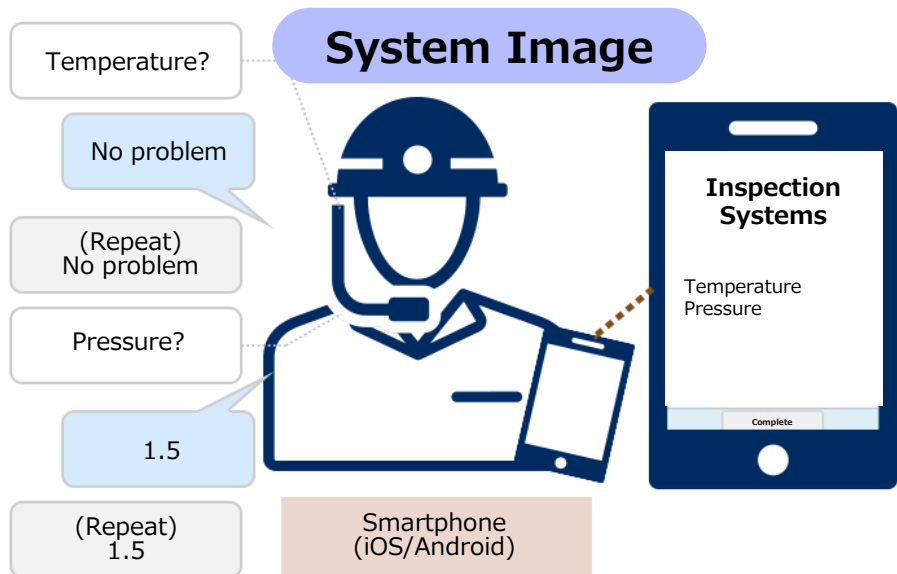 System Image
Temperature?
No problem
(Repeat)
No problem
Pressure?
1.5
(Repeat)
1.5
Smartphone
(iOS/Android)
Inspection
Systems
Temperature
Pressure
Complete